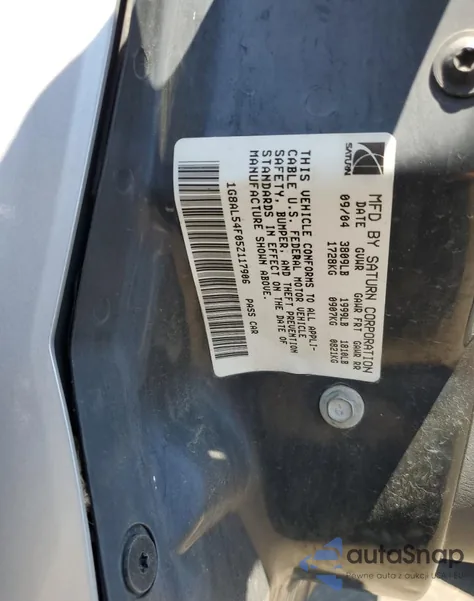 SATURN
MFD BY SATURN CORPORATION
DATE GVWR GAWR FRT GAWR RR
09/04 3809LB 1999LB 1810LB
1728KG 0907KG 0821KG
THIS VEHICLE CONFORMS TO ALL APPLI-
CABLE U.S. FEDERAL MOTOR VEHICLE
SAFETY, BUMPER, AND THEFT PREVENTION
STANDARDS IN EFFECT ON THE DATE OF
MANUFACTURE SHOWN ABOVE.
1G8AL54F05Z117906 PASS CAR
autoSnap